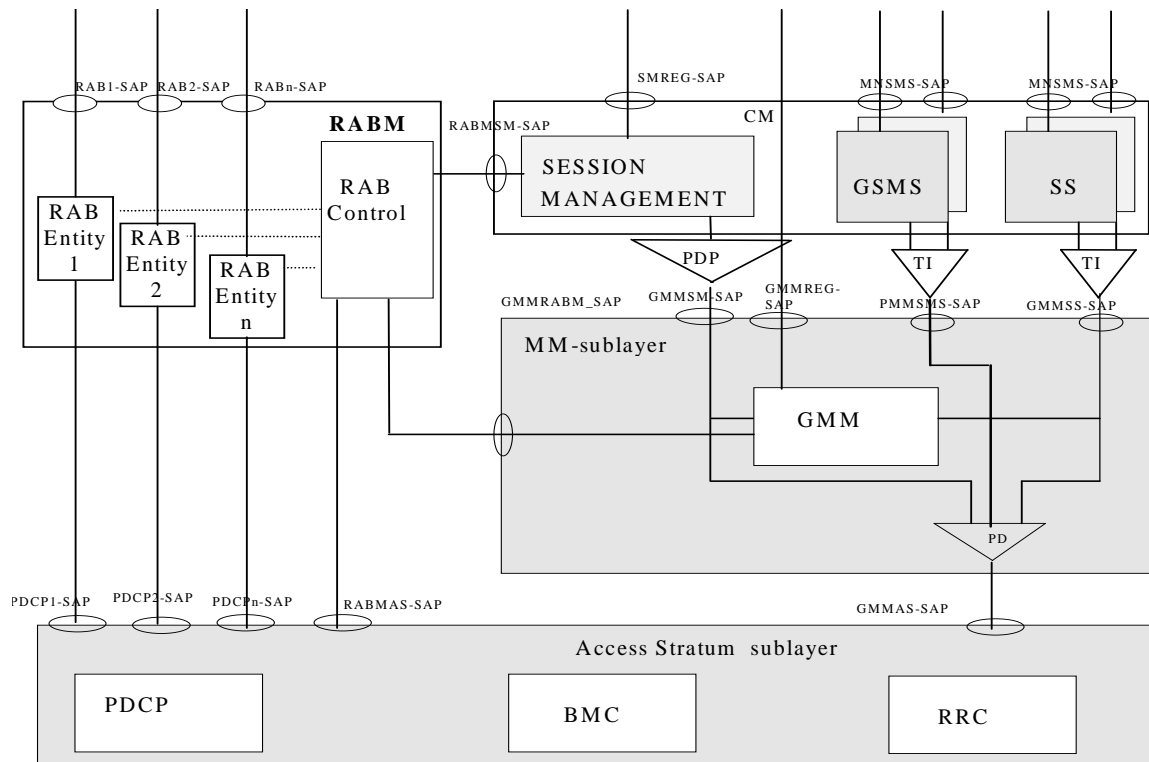 RAB1-SAP
RAB2-SAP
RABn-SAP
SMREG-SAP
MNSMS-SAP
MNSMS-SAP
CM
RABM
RABMSM-SAP
RAB
Control
SESSION
MANAGEMENT
GSMS
SS
RAB
Entity
1
RAB
Entity
2
RAB
Entity
n
PDP
TI
TI
GMMRABM_SAP
GMMSM-SAP
GMMREG-
SAP
PMMSMS-SAP
GMMSS-SAP
MM-sublayer
GMM
PD
PDCP1-SAP
PDCP2-SAP
PDCPn-SAP
RABMAS-SAP
GMMAS-SAP
Access Stratum sublayer
PDCP
BMC
RRC